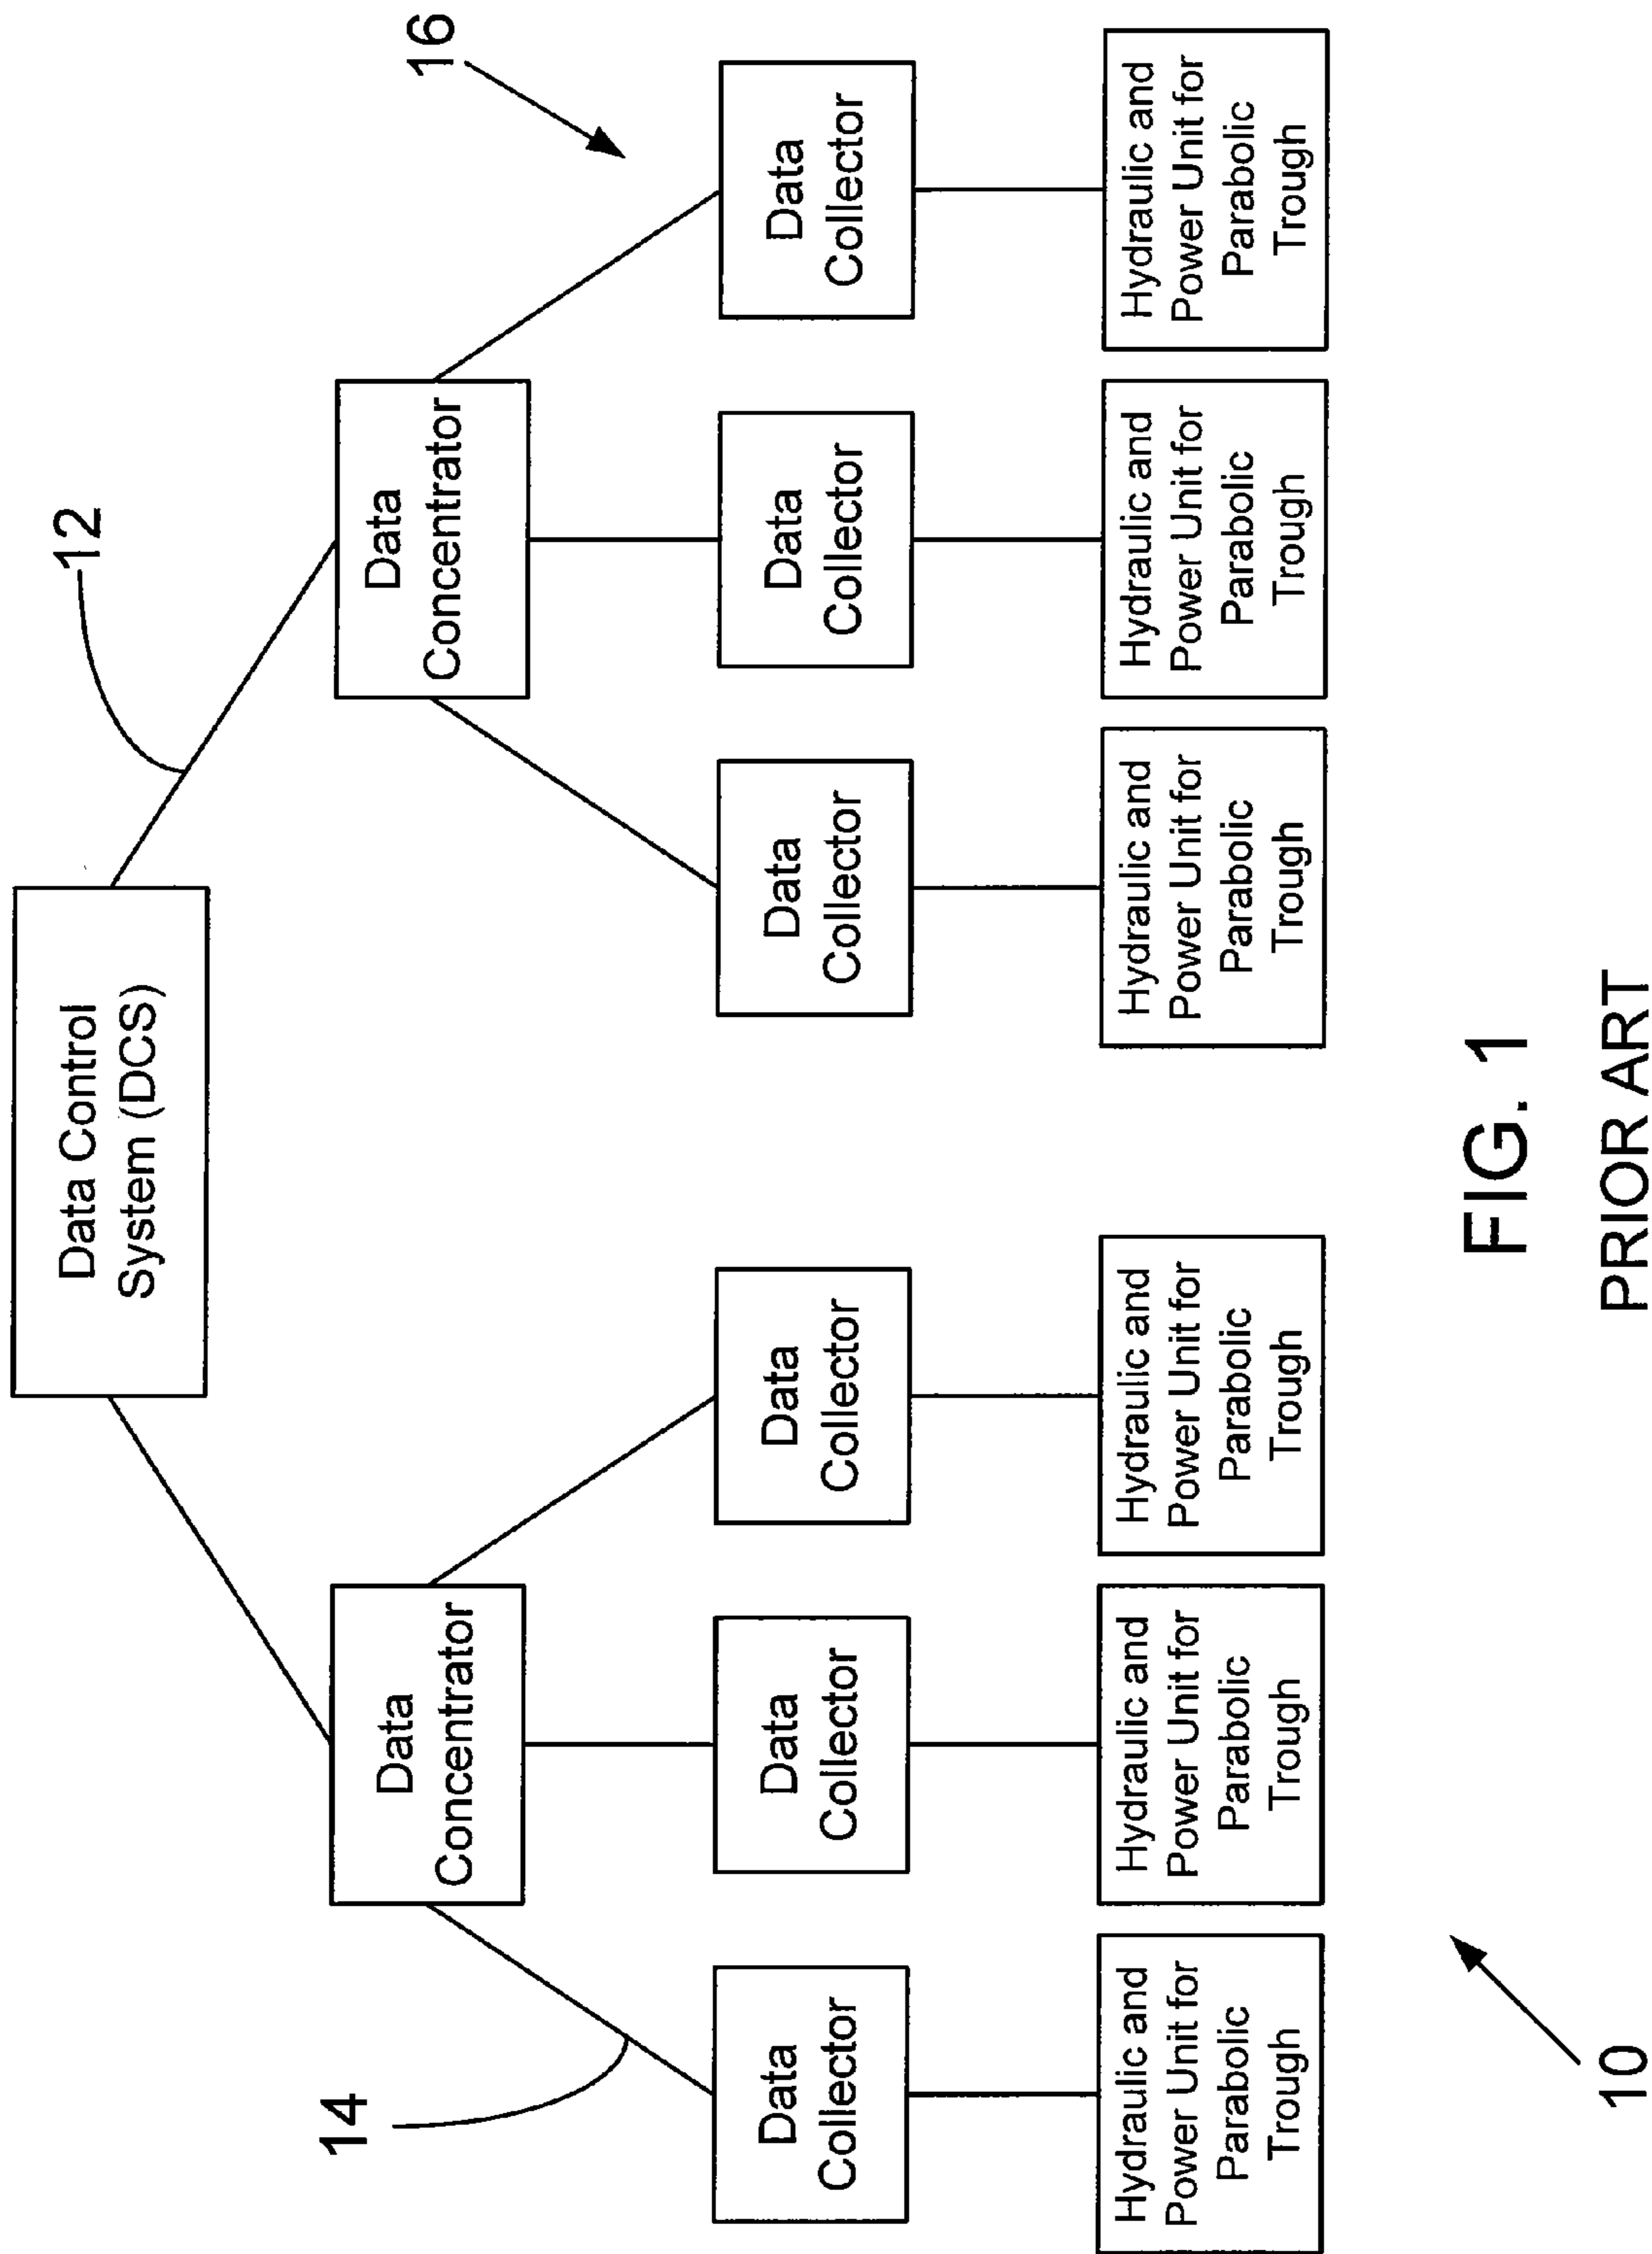 Data Control
System (DCS)
12
Data
Concentrator
Data
Concentrator
14
16
Data
Collector
Data
Collector
Data
Collector
Data
Collector
Data
Collector
Data
Collector
Hydraulic and
Power Unit for
Parabolic
Trough
Hydraulic and
Power Unit for
Parabolic
Trough
Hydraulic and
Power Unit for
Parabolic
Trough
Hydraulic and
Power Unit for
Parabolic
Trough
Hydraulic and
Power Unit for
Parabolic
Trough
Hydraulic and
Power Unit for
Parabolic
Trough
10
FIG. 1
PRIOR ART